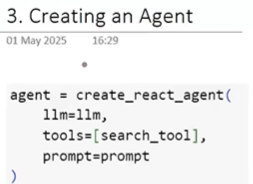 3. Creating an Agent
01 May 2025 16:29
agent = create_react_agent(
    llm=llm,
    tools=[search_tool],
    prompt=prompt
)